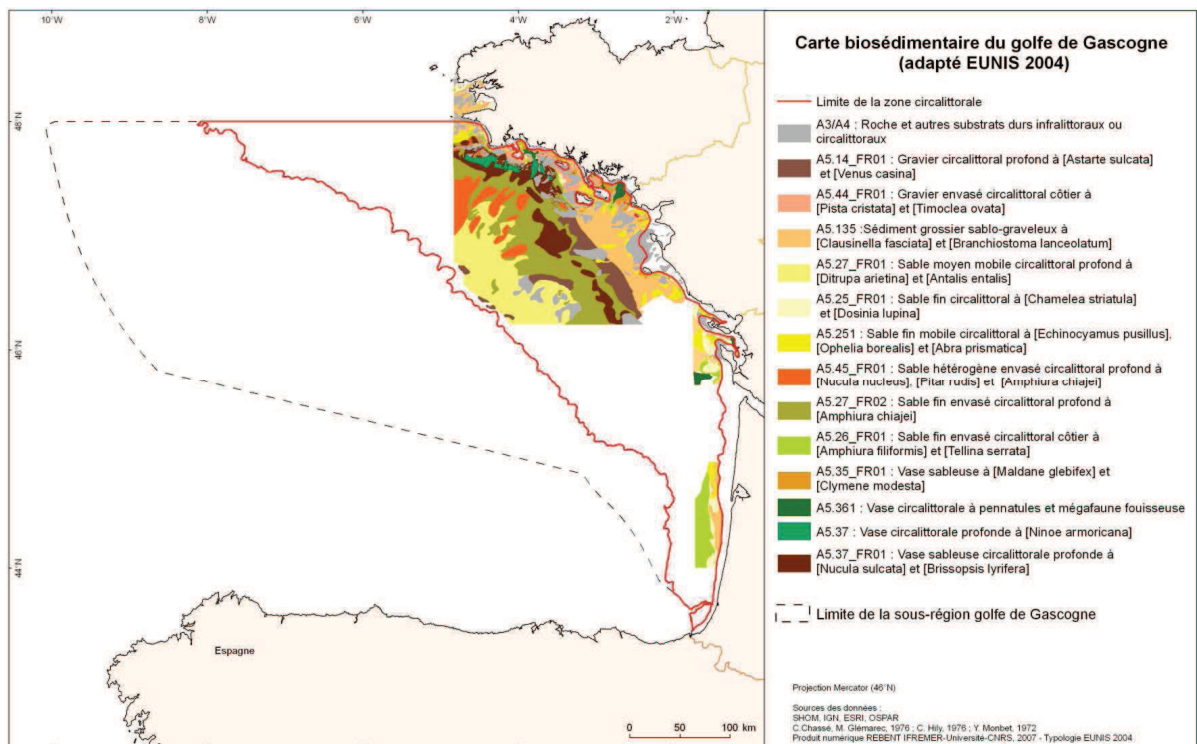 10°W 8°W 6°W 4°W 2°W
48°N
46°N
44°N
Espagne
0 50 100 km
Carte biosédimentaire du golfe de Gascogne
(adapté EUNIS 2004)
Limite de la zone circalittorale
A3/A4 : Roche et autres substrats durs infralittoraux ou
circalittoraux
A5.14_FR01 : Gravier circalittoral profond à [Astarte sulcata]
et [Venus casina]
A5.44_FR01 : Gravier envasé circalittoral côtier à
[Pista cristata] et [Timoclea ovata]
A5.135 :Sédiment grossier sablo-graveleux à
[Clausinella fasciata] et [Branchiostoma lanceolatum]
A5.27_FR01 : Sable moyen mobile circalittoral profond à
[Ditrupa arietina] et [Antalis entalis]
A5.25_FR01 : Sable fin circalittoral à [Chamelea striatula]
et [Dosinia lupina]
A5.251 : Sable fin mobile circalittoral à [Echinocyamus pusillus],
[Ophelia borealis] et [Abra prismatica]
A5.45_FR01 : Sable hétérogène envasé circalittoral profond à
[Nucula nucleus], [Pitar rudis] et [Amphiura chiajei]
A5.27_FR02 : Sable fin envasé circalittoral profond à
[Amphiura chiajei]
A5.26_FR01 : Sable fin envasé circalittoral côtier à
[Amphiura filiformis] et [Tellina serrata]
A5.35_FR01 : Vase sableuse à [Maldane glebifex] et
[Clymene modesta]
A5.361 : Vase circalittorale à pennatules et mégafaune fouisseuse
A5.37 : Vase circalittorale profonde à [Ninoe armoricana]
A5.37_FR01 : Vase sableuse circalittorale profonde à
[Nucula sulcata] et [Brissopsis lyrifera]
Limite de la sous-région golfe de Gascogne
Projection Mercator (46°N)
Sources des données :
SHOM, IGN, ESRI, OSPAR
C.Chassé, M. Glémarec, 1976 ; C. Hily, 1976 ; Y. Monbet, 1972
Produit numérique REBENT IFREMER-Université-CNRS, 2007 - Typologie EUNIS 2004